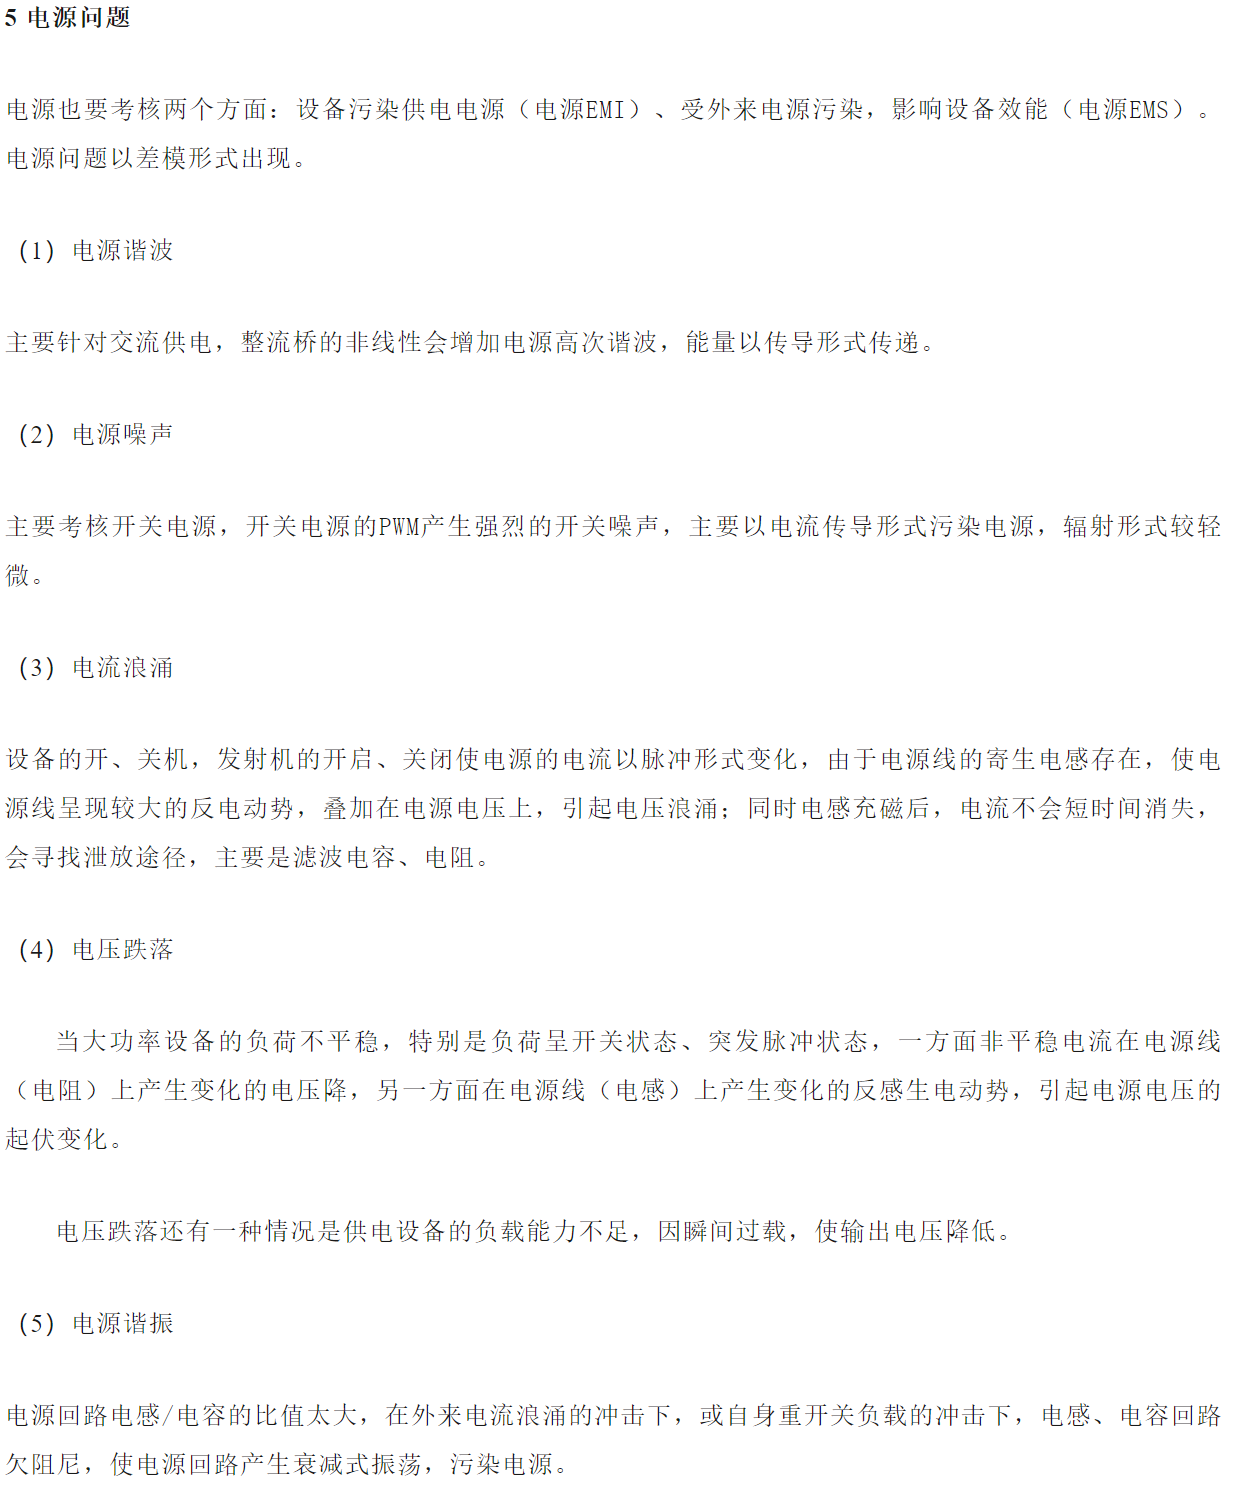 5 电源问题
电源也要考核两个方面：设备污染供电电源（电源EMI）、受外来电源污染，影响设备效能（电源EMS）。
电源问题以差模形式出现。
（1）电源谐波
主要针对交流供电，整流桥的非线性会增加电源高次谐波，能量以传导形式传递。
（2）电源噪声
主要考核开关电源，开关电源的PWM产生强烈的开关噪声，主要以电流传导形式污染电源，辐射形式较轻
微。
（3）电流浪涌
设备的开、关机，发射机的开启、关闭使电源的电流以脉冲形式变化，由于电源线的寄生电感存在，使电
源线呈现较大的反电动势，叠加在电源电压上，引起电压浪涌；同时电感充磁后，电流不会短时间消失，
会寻找泄放途径，主要是滤波电容、电阻。
（4）电压跌落
当大功率设备的负荷不平稳，特别是负荷呈开关状态、突发脉冲状态，一方面非平稳电流在电源线
（电阻）上产生变化的电压降，另一方面在电源线（电感）上产生变化的反感生电动势，引起电源电压的
起伏变化。
电压跌落还有一种情况是供电设备的负载能力不足，因瞬间过载，使输出电压降低。
（5）电源谐振
电源回路电感/电容的比值太大，在外来电流浪涌的冲击下，或自身重开关负载的冲击下，电感、电容回路
欠阻尼，使电源回路产生衰减式振荡，污染电源。